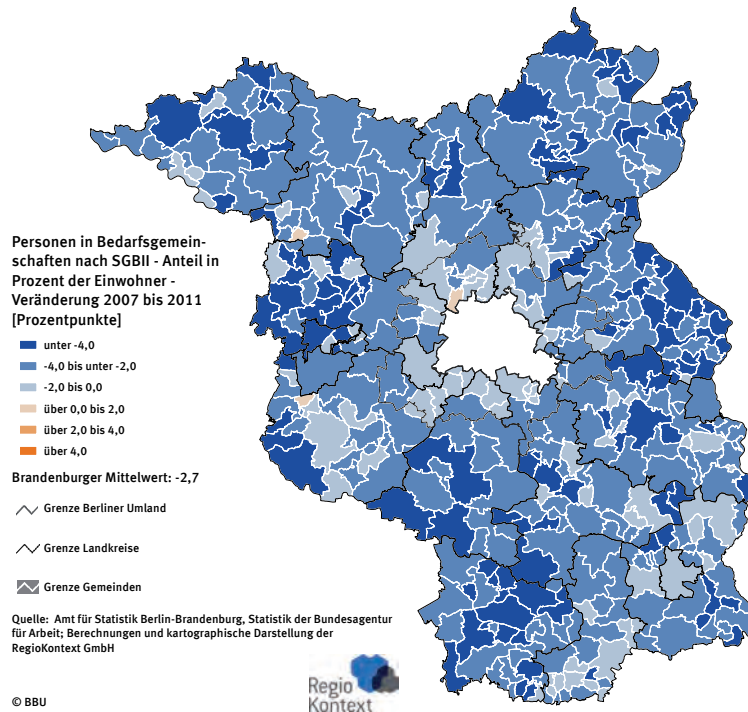 Personen in Bedarfsgemein-
schaften nach SGBII - Anteil in
Prozent der Einwohner -
Veränderung 2007 bis 2011
[Prozentpunkte]
unter -4,0
-4,0 bis unter -2,0
-2,0 bis 0,0
über 0,0 bis 2,0
über 2,0 bis 4,0
über 4,0
Brandenburger Mittelwert: -2,7
Grenze Berliner Umland
Grenze Landkreise
Grenze Gemeinden
Quelle: Amt für Statistik Berlin-Brandenburg, Statistik der Bundesagentur
für Arbeit; Berechnungen und kartographische Darstellung der
RegioKontext GmbH
Regio
Kontext
© BBU